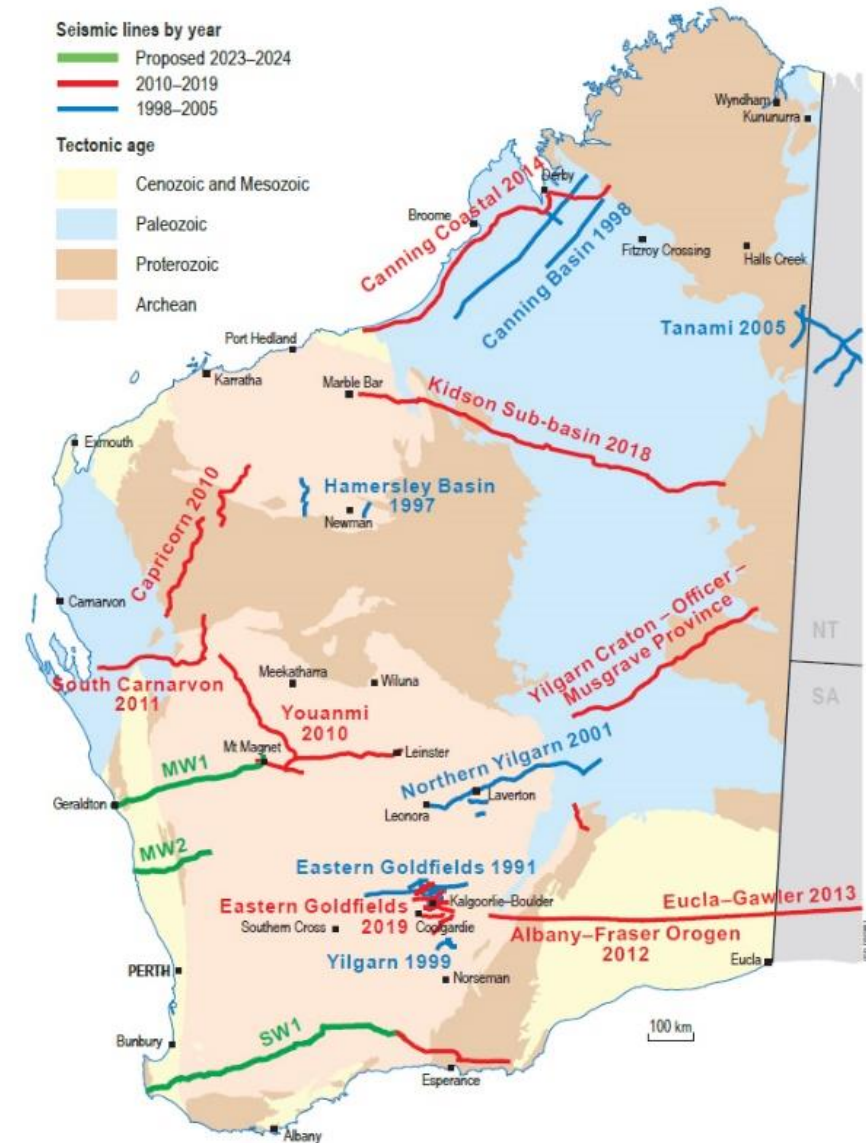 Seismic lines by year
Proposed 2023–2024
2010–2019
1998–2005
Tectonic age
Cenozoic and Mesozoic
Paleozoic
Proterozoic
Archean
Wyndham
Kununurra
Derby
Broome
Canning Coastal 2014
Canning Basin 1998
Fitzroy Crossing
Halls Creek
Tanami 2005
Port Hedland
Karratha
Marble Bar
Kidson Sub-basin 2018
Exmouth
Capricorn 2010
Hamersley Basin
1997
Newman
Carnarvon
Yilgarn Craton – Officer –
Musgrave Province
NT
SA
South Carnarvon
2011
Meekatharra
Wiluna
Youanmi
2010
Mt Magnet
Leinster
MW1
Northern Yilgarn 2001
Geraldton
Leonora
Laverton
MW2
Eastern Goldfields 1991
Kalgoorlie–Boulder
Eastern Goldfields
2019
Coolgardie
Southern Cross
Eucla–Gawler 2013
Albany–Fraser Orogen
2012
Yilgarn 1999
Eucla
PERTH
Norseman
100 km
Bunbury
SW1
Esperance
Albany